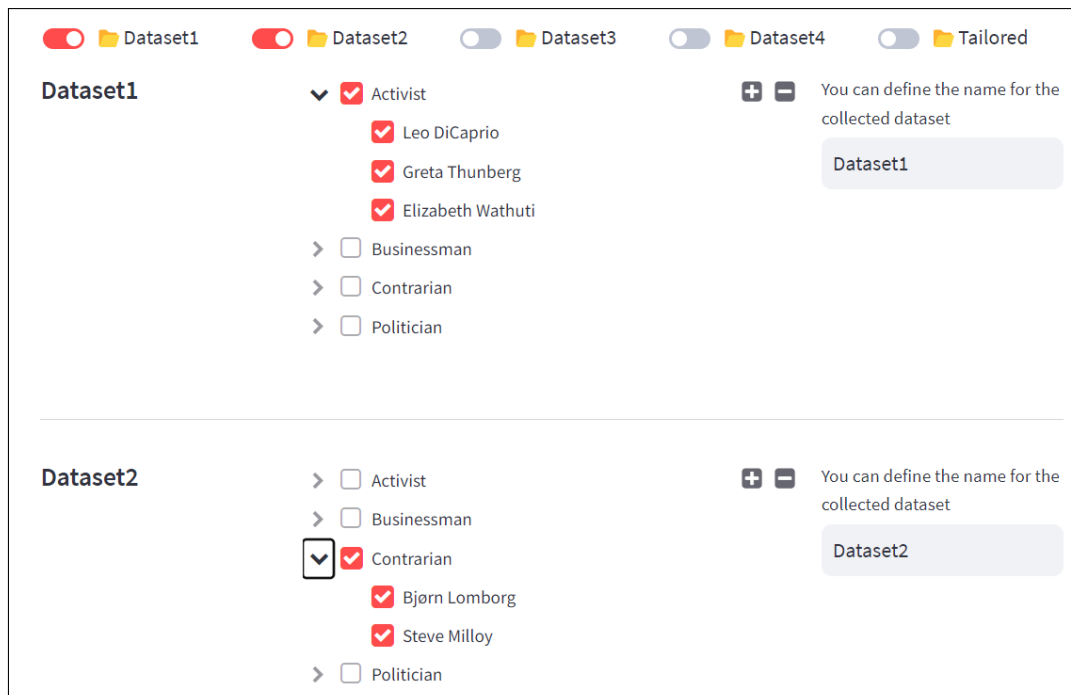 Dataset1 Dataset2 Dataset3 Dataset4 Tailored
Dataset1
Activist
Leo DiCaprio
Greta Thunberg
Elizabeth Wathuti
Businessman
Contrarian
Politician
You can define the name for the
collected dataset
Dataset1
Dataset2
Activist
Businessman
Contrarian
Bjørn Lomborg
Steve Milloy
Politician
You can define the name for the
collected dataset
Dataset2